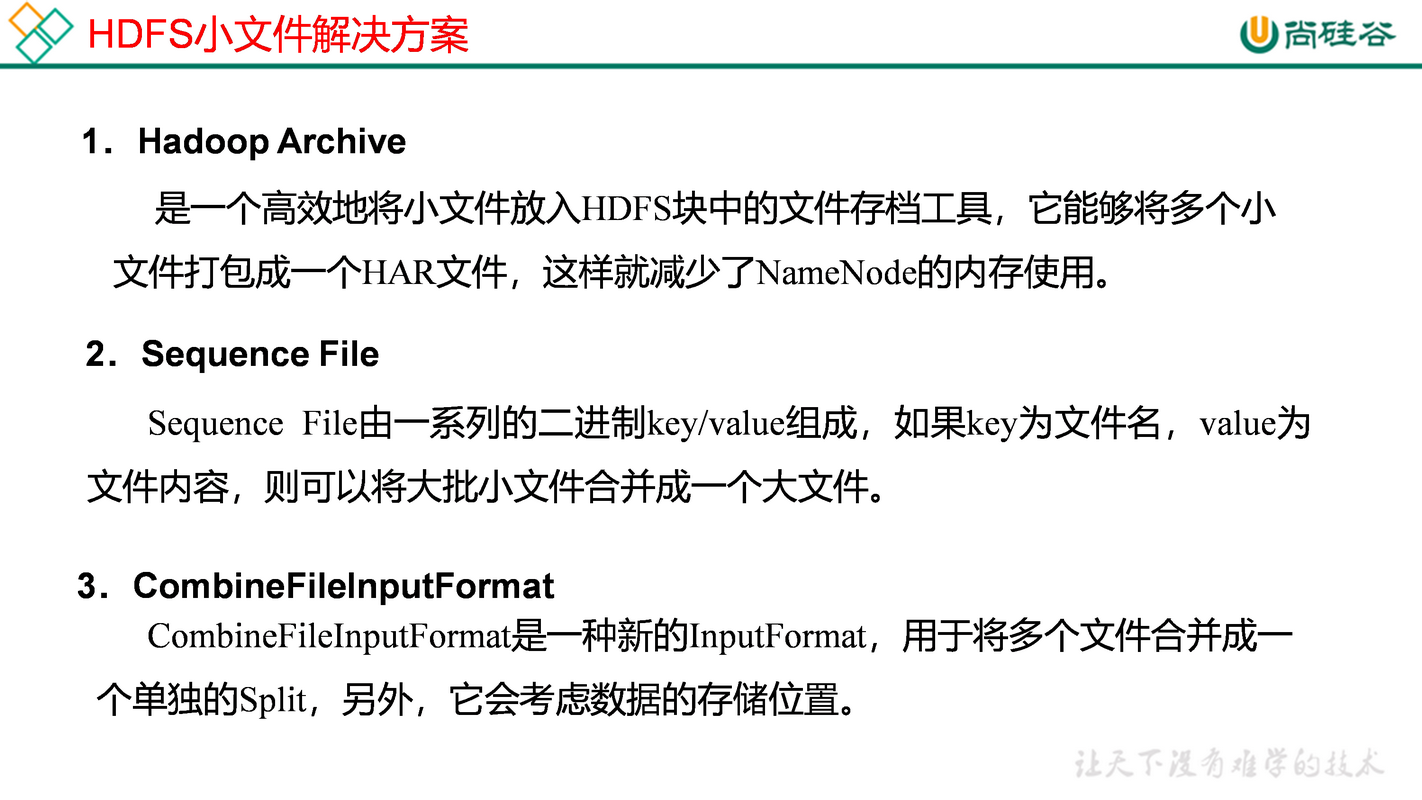 HDFS小文件解决方案
尚硅谷
1．Hadoop Archive
是一个高效地将小文件放入HDFS块中的文件存档工具，它能够将多个小
文件打包成一个HAR文件，这样就减少了NameNode的内存使用。
2．Sequence File
Sequence File由一系列的二进制key/value组成，如果key为文件名，value为
文件内容，则可以将大批小文件合并成一个大文件。
3．CombineFileInputFormat
CombineFileInputFormat是一种新的InputFormat，用于将多个文件合并成一
个单独的Split，另外，它会考虑数据的存储位置。
让天下没有难学的技术